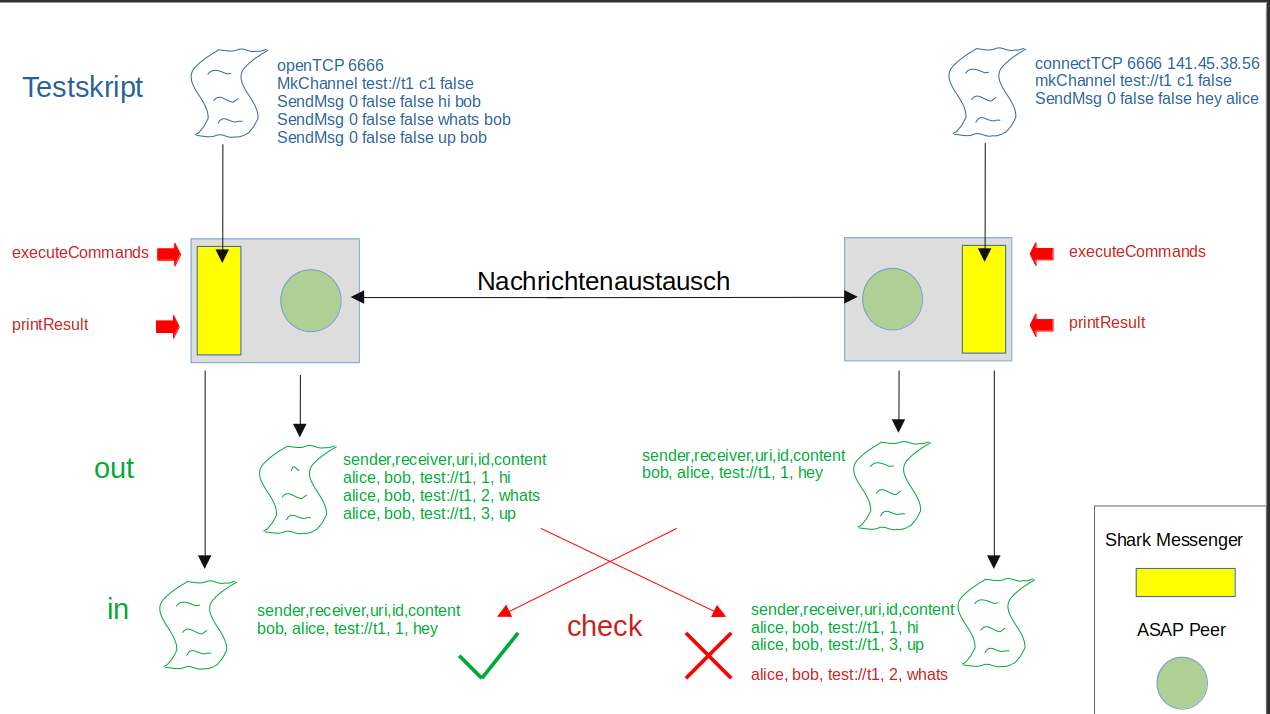 Testskript
openTCP 6666
MkChannel test://t1 c1 false
SendMsg 0 false false hi bob
SendMsg 0 false false whats bob
SendMsg 0 false false up bob
connectTCP 6666 141.45.38.56
mkChannel test://t1 c1 false
SendMsg 0 false false hey alice
executeCommands
printResult
Nachrichtenaustausch
executeCommands
printResult
out
sender,receiver,uri,id,content
alice, bob, test://t1, 1, hi
alice, bob, test://t1, 2, whats
alice, bob, test://t1, 3, up
sender,receiver,uri,id,content
bob, alice, test://t1, 1, hey
in
sender,receiver,uri,id,content
bob, alice, test://t1, 1, hey
check
sender,receiver,uri,id,content
alice, bob, test://t1, 1, hi
alice, bob, test://t1, 3, up
alice, bob, test://t1, 2, whats
Shark Messenger
ASAP Peer